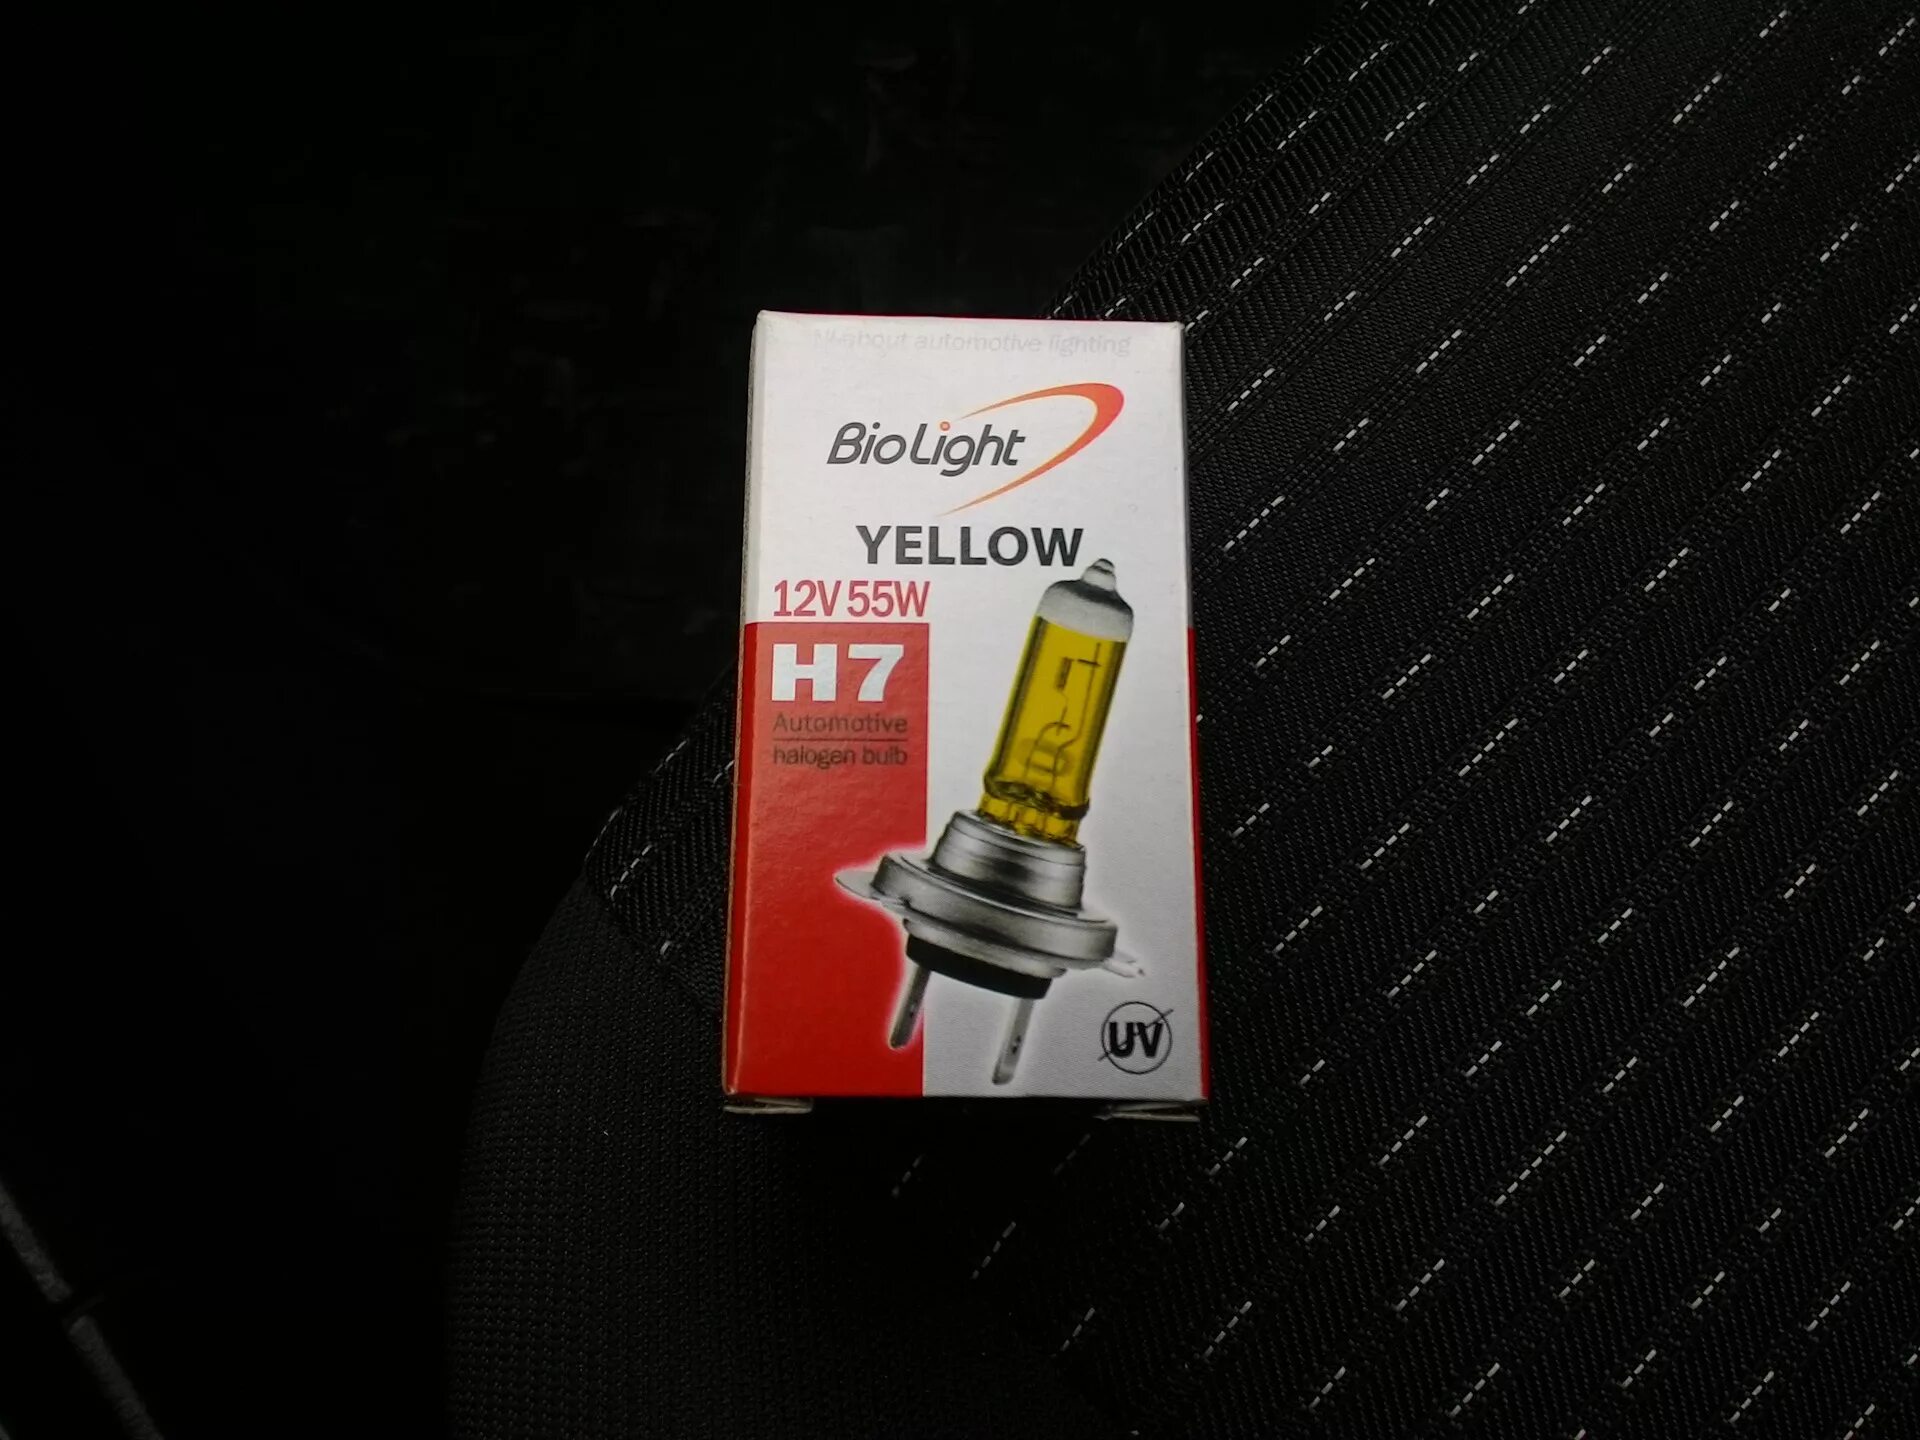 All about automotive lighting
BioLight
YELLOW
12V 55W
H7
Automotive
halogen bulb
UV